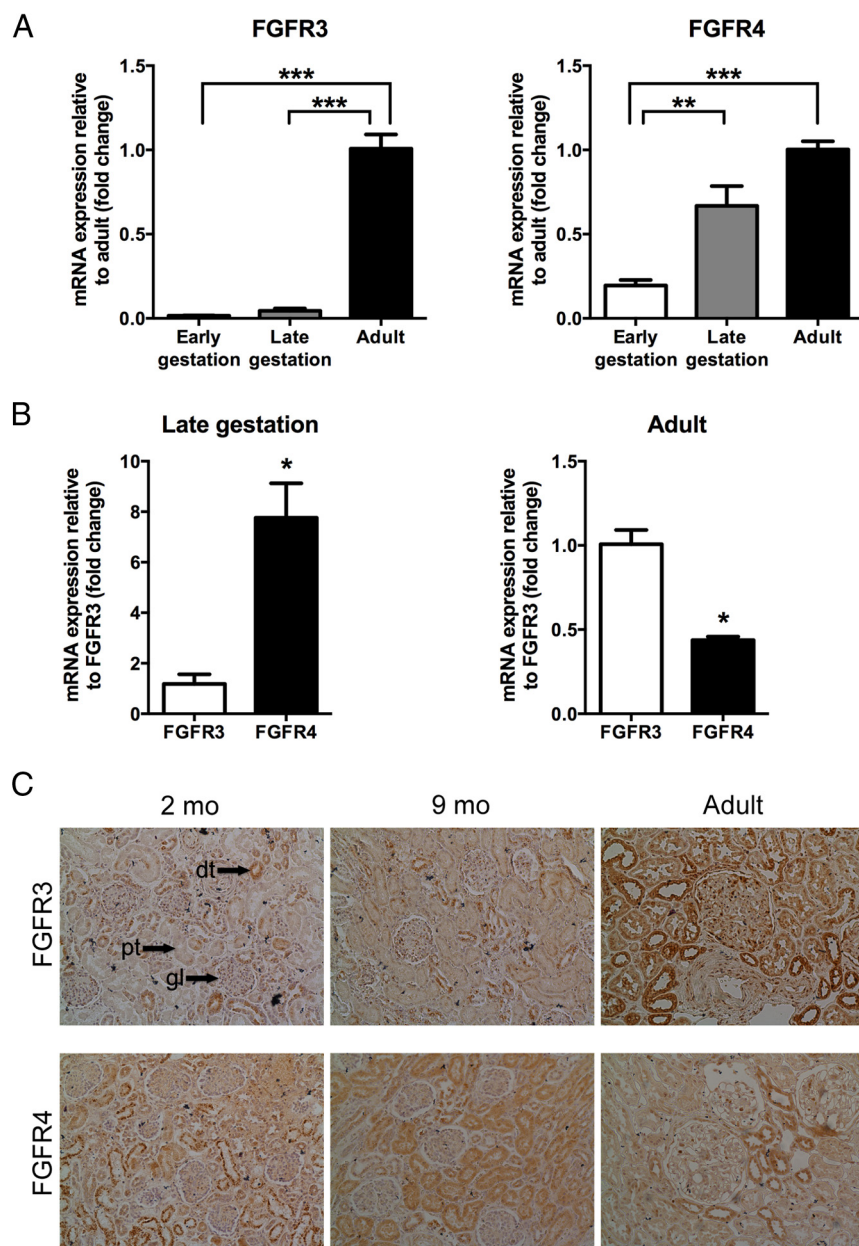 A
FGFR3
mRNA expression relative
to adult (fold change)
1.5
1.0
0.5
0.0
***
***
Early
gestation
Late
gestation
Adult
FGFR4
mRNA expression relative
to adult (fold change)
1.5
1.0
0.5
0.0
***
**
Early
gestation
Late
gestation
Adult
B
Late gestation
mRNA expression relative
to FGFR3 (fold change)
10
8
6
4
2
0
*
FGFR3
FGFR4
Adult
mRNA expression relative
to FGFR3 (fold change)
1.5
1.0
0.5
0.0
*
FGFR3
FGFR4
C
2 mo
9 mo
Adult
FGFR3
dt
pt
gl
FGFR4